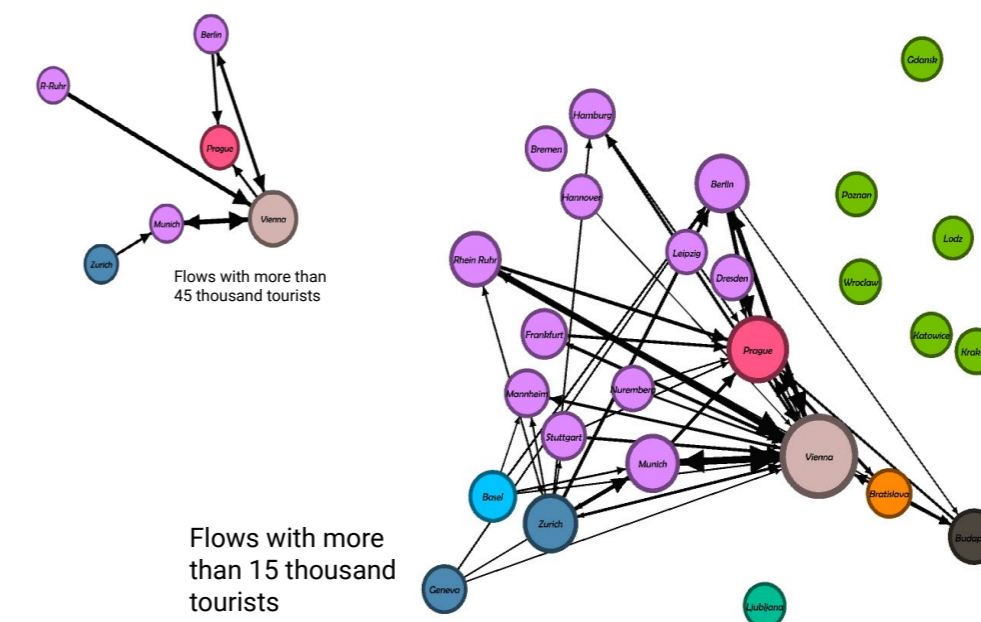 Berlin
R-Ruhr
Prague
Munich
Vienna
Zurich
Flows with more than
45 thousand tourists
Gdansk
Hamburg
Bremen
Berlin
Hannover
Poznan
Lodz
Leipzig
Rhein Ruhr
Dresden
Wroclaw
Frankfurt
Katowice
Prague
Krak
Mannheim
Nuremberg
Stuttgart
Munich
Vienna
Basel
Bratislava
Zurich
Budap
Flows with more
than 15 thousand
tourists
Geneva
Ljubljana